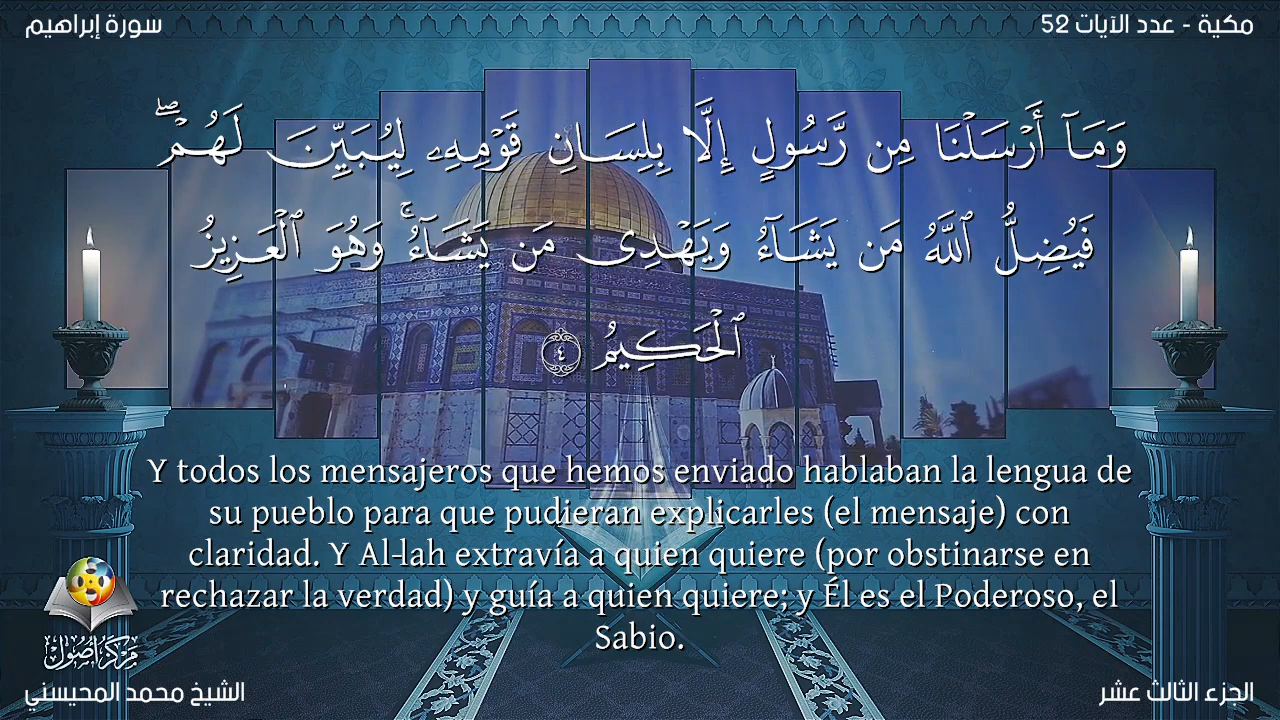 سورة إبراهيم
مكية - عدد الآيات 52
وَمَآ أَرْسَلْنَا مِن رَّسُولٍ إِلَّا بِلِسَانِ قَوْمِهِۦ لِيُبَيِّنَ لَهُمْ ۖ
فَيُضِلُّ ٱللَّهُ مَن يَشَآءُ وَيَهْدِى مَن يَشَآءُ ۚ وَهُوَ ٱلْعَزِيزُ
ٱلْحَكِيمُ ٤
Y todos los mensajeros que hemos enviado hablaban la lengua de
su pueblo para que pudieran explicarles (el mensaje) con
claridad. Y Al-lah extravía a quien quiere (por obstinarse en
rechazar la verdad) y guía a quien quiere; y Él es el Poderoso, el
Sabio.
مركز أصول
الشيخ محمد المحيسني
الجزء الثالث عشر